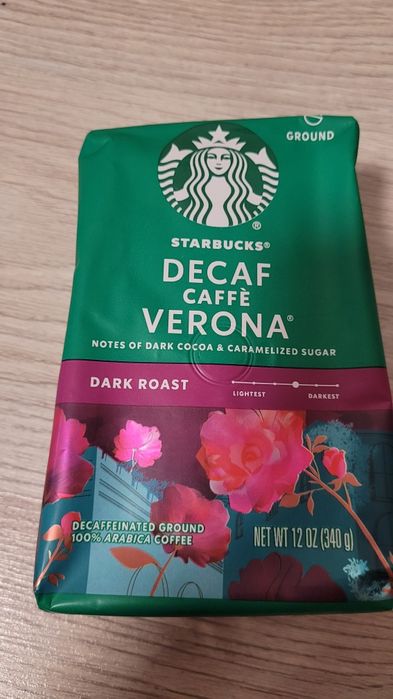 GROUND
STARBUCKS®
DECAF
CAFFÈ
VERONA®
NOTES OF DARK COCOA & CARAMELIZED SUGAR
DARK ROAST
LIGHTEST DARKEST
DECAFFEINATED GROUND
100% ARABICA COFFEE
NET WT 12 OZ (340 g)